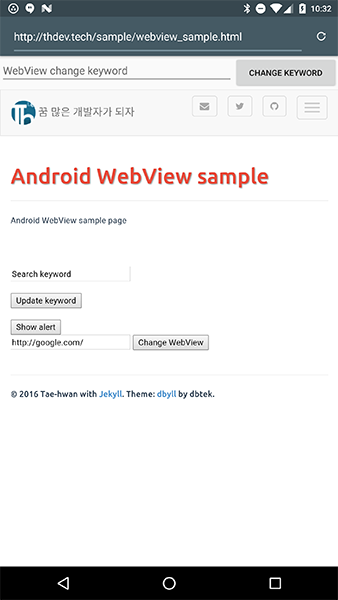 10:32
http://thdev.tech/sample/webview_sample.html
WebView change keyword
CHANGE KEYWORD
꿈 많은 개발자가 되자
Android WebView sample
Android WebView sample page
Search keyword
Update keyword
Show alert
http://google.com/ Change WebView
© 2016 Tae-hwan with Jekyll. Theme: dbyll by dbtek.